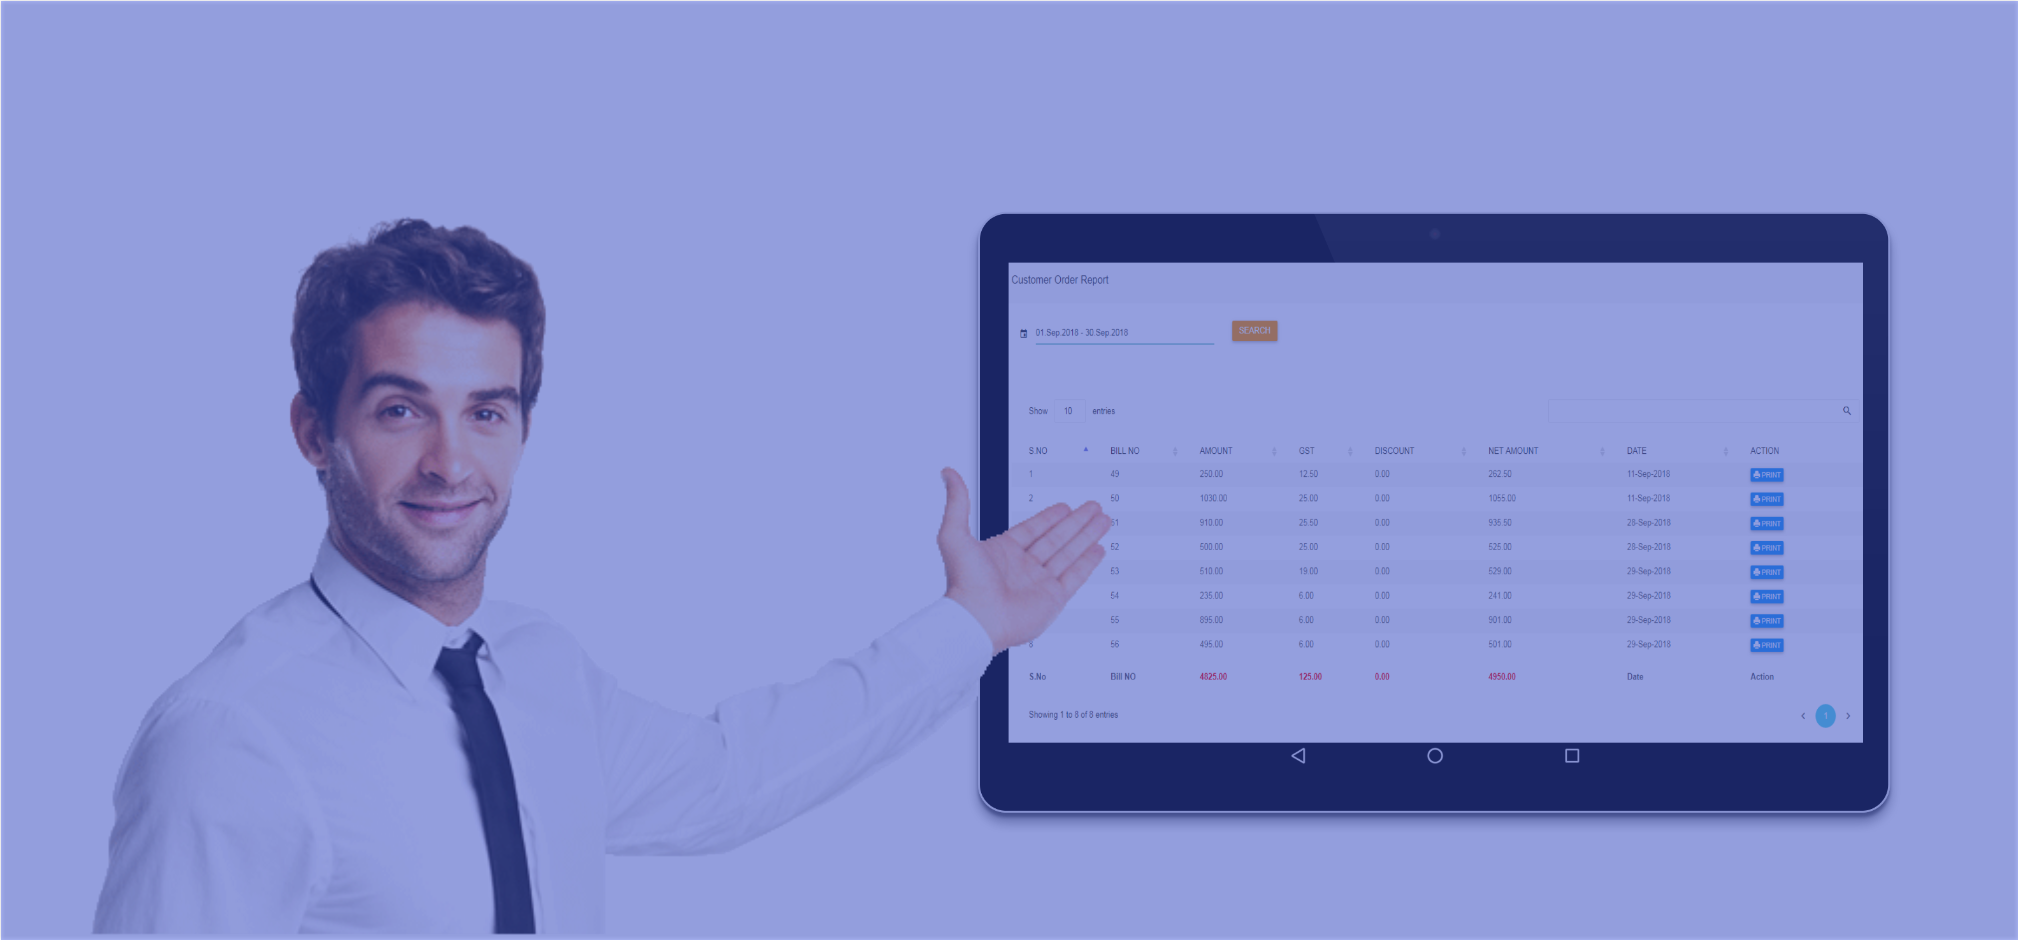 Customer Order Report
01 Sep.2018 - 30 Sep.2018 SEARCH
Show 10 entries
S.NO BILL NO AMOUNT GST DISCOUNT NET AMOUNT DATE ACTION
1 49 250.00 12.50 0.00 262.50 11-Sep-2018 PRINT
2 50 1030.00 25.00 0.00 1055.00 11-Sep-2018 PRINT
51 910.00 25.50 0.00 935.50 28-Sep-2018 PRINT
52 500.00 25.00 0.00 525.00 28-Sep-2018 PRINT
53 510.00 19.00 0.00 529.00 29-Sep-2018 PRINT
54 235.00 6.00 0.00 241.00 29-Sep-2018 PRINT
55 895.00 6.00 0.00 901.00 29-Sep-2018 PRINT
8 56 495.00 6.00 0.00 501.00 29-Sep-2018 PRINT
S.No Bill NO 4825.00 125.00 0.00 4950.00 Date Action
Showing 1 to 8 of 8 entries 1